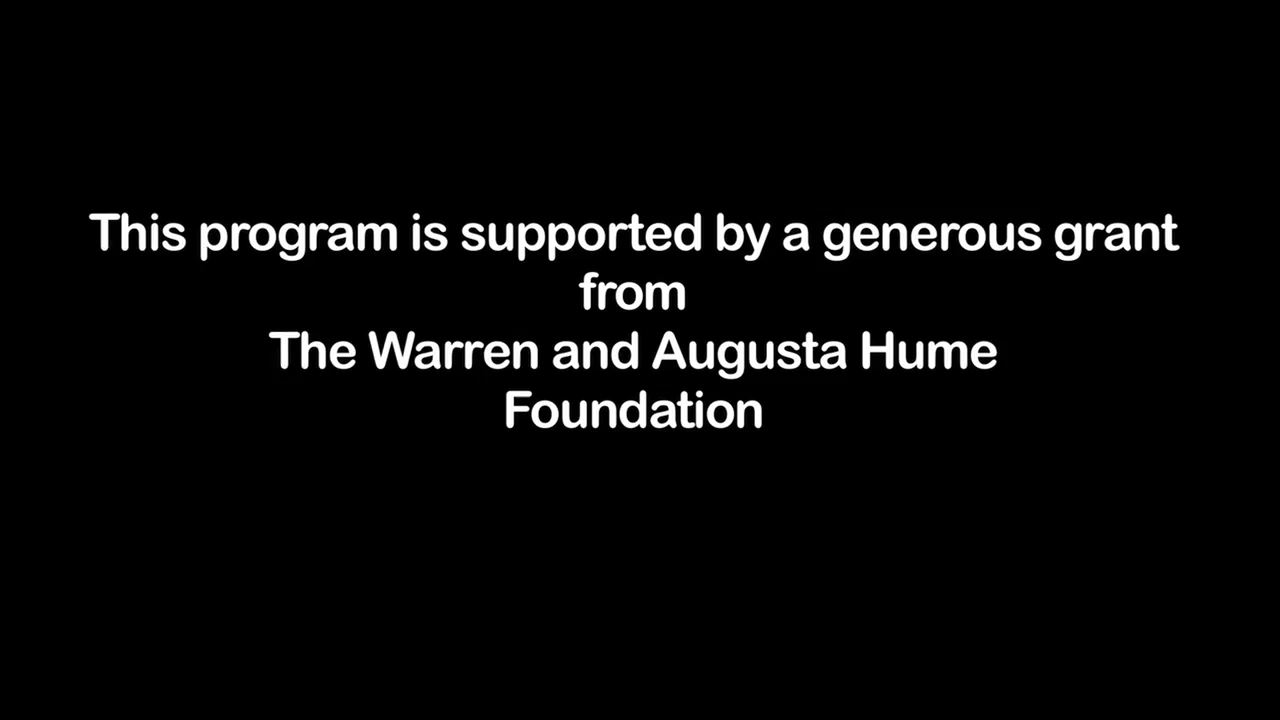 This program is supported by a generous grant
from
The Warren and Augusta Hume
Foundation